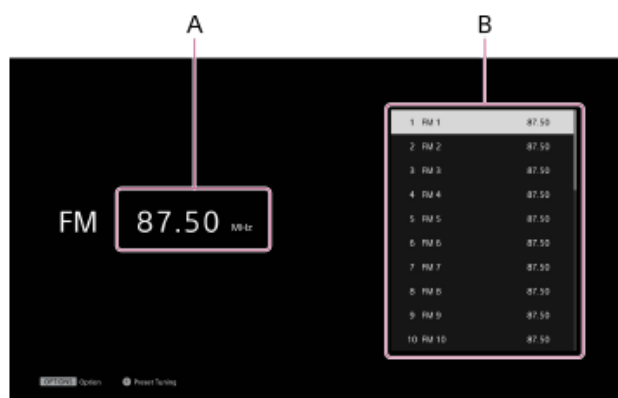 A
B
FM 87.50 MHz
1 FM 1 87.50
2 FM 2 87.50
3 FM 3 87.50
4 FM 4 87.50
5 FM 5 87.50
6 FM 6 87.50
7 FM 7 87.50
8 FM 8 87.50
9 FM 9 87.50
10 FM 10 87.50
OPTIONS Option Preset Tuning